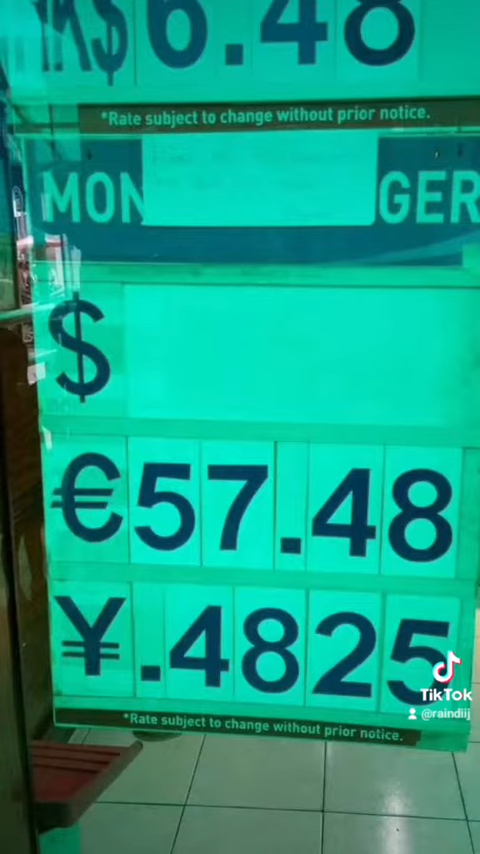 HK$ 6.48
*Rate subject to change without prior notice.
MON GER
$
€57.48
¥.4825
*Rate subject to change without prior notice.
TikTok
@raindiij